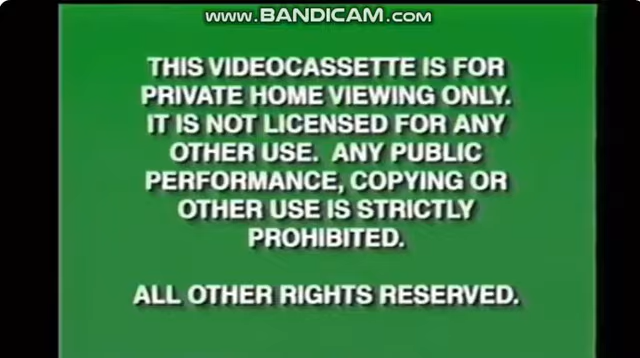 www.BANDICAM.com
THIS VIDEOCASSETTE IS FOR
PRIVATE HOME VIEWING ONLY.
IT IS NOT LICENSED FOR ANY
OTHER USE. ANY PUBLIC
PERFORMANCE, COPYING OR
OTHER USE IS STRICTLY
PROHIBITED.
ALL OTHER RIGHTS RESERVED.